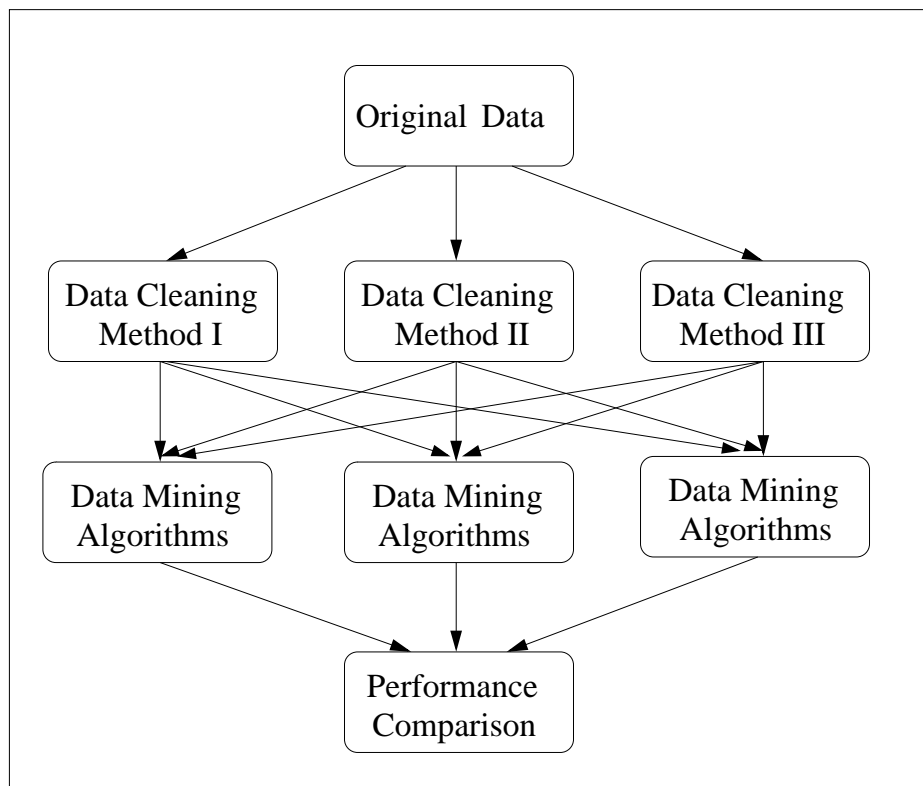 Original Data
Data Cleaning
Method I
Data Cleaning
Method II
Data Cleaning
Method III
Data Mining
Algorithms
Data Mining
Algorithms
Data Mining
Algorithms
Performance
Comparison